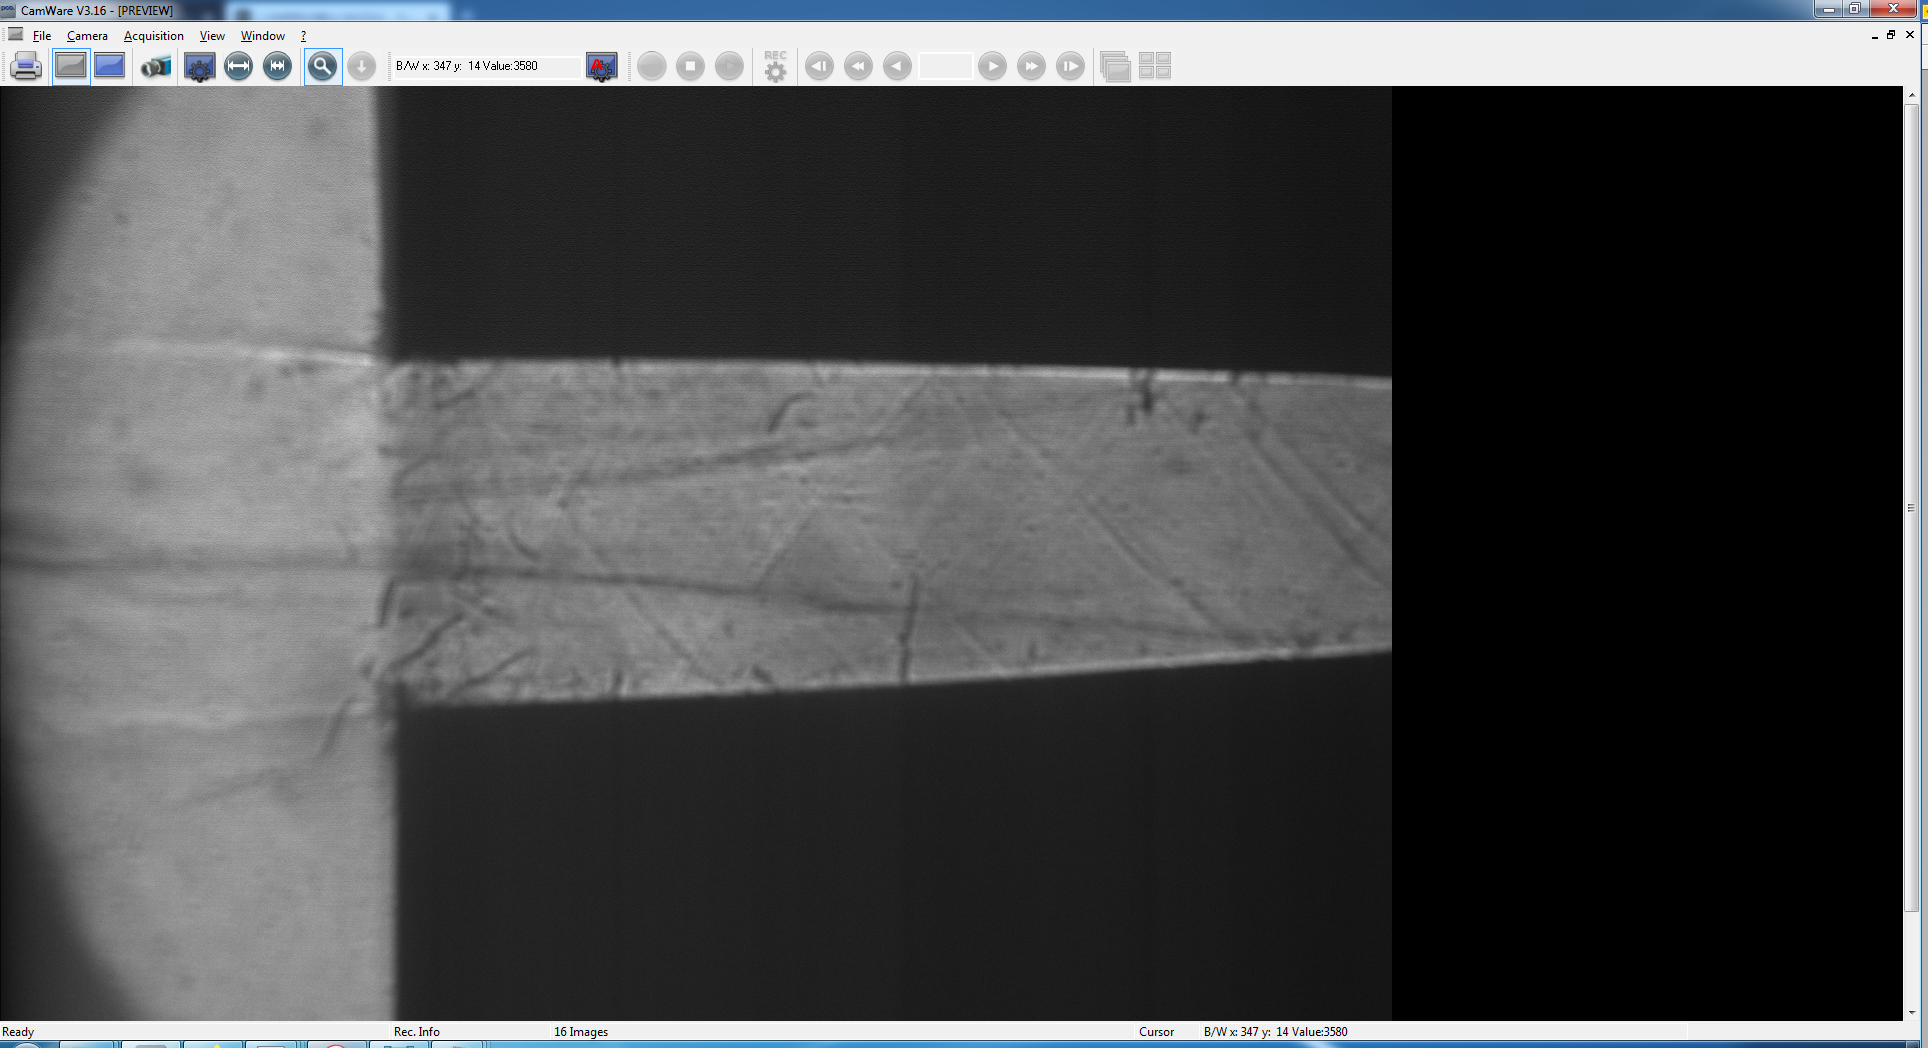 CamWare V3.16 - [PREVIEW]
File Camera Acquisition View Window ?
B/W x: 347 y: 14 Value:3580
REC
Ready Rec. Info 16 Images Cursor B/W x: 347 y: 14 Value:3580